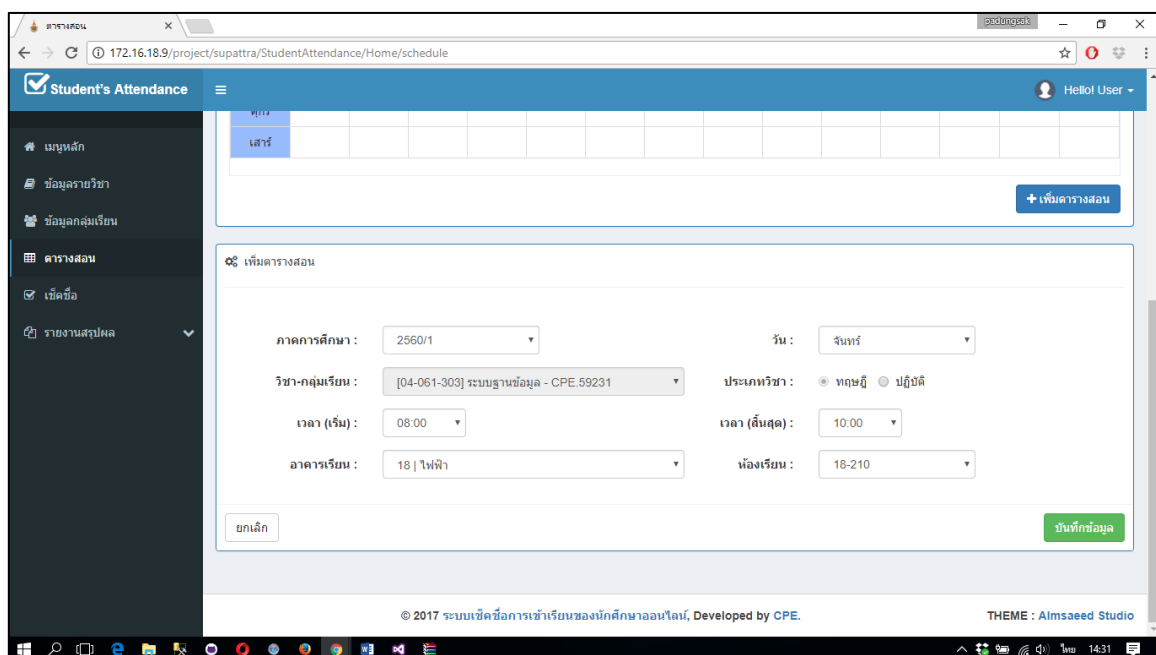 ตารางสอน
padungsak
172.16.18.9/project/supattra/StudentAttendance/Home/schedule
Student's Attendance
Hello! User
เมนูหลัก
ข้อมูลรายวิชา
ข้อมูลกลุ่มเรียน
ตารางสอน
เช็คชื่อ
รายงานสรุปผล
ศุกร์
เสาร์
เพิ่มตารางสอน
เพิ่มตารางสอน
ภาคการศึกษา : 2560/1 วัน : จันทร์
วิชา-กลุ่มเรียน : [04-061-303] ระบบฐานข้อมูล - CPE.59231 ประเภทวิชา : ทฤษฎี ปฏิบัติ
เวลา (เริ่ม) : 08:00 เวลา (สิ้นสุด) : 10:00
อาคารเรียน : 18 | ไฟฟ้า ห้องเรียน : 18-210
ยกเลิก บันทึกข้อมูล
© 2017 ระบบเช็คชื่อการเข้าเรียนของนักศึกษาออนไลน์, Developed by CPE. THEME : Almsaeed Studio
ไทย 14:31